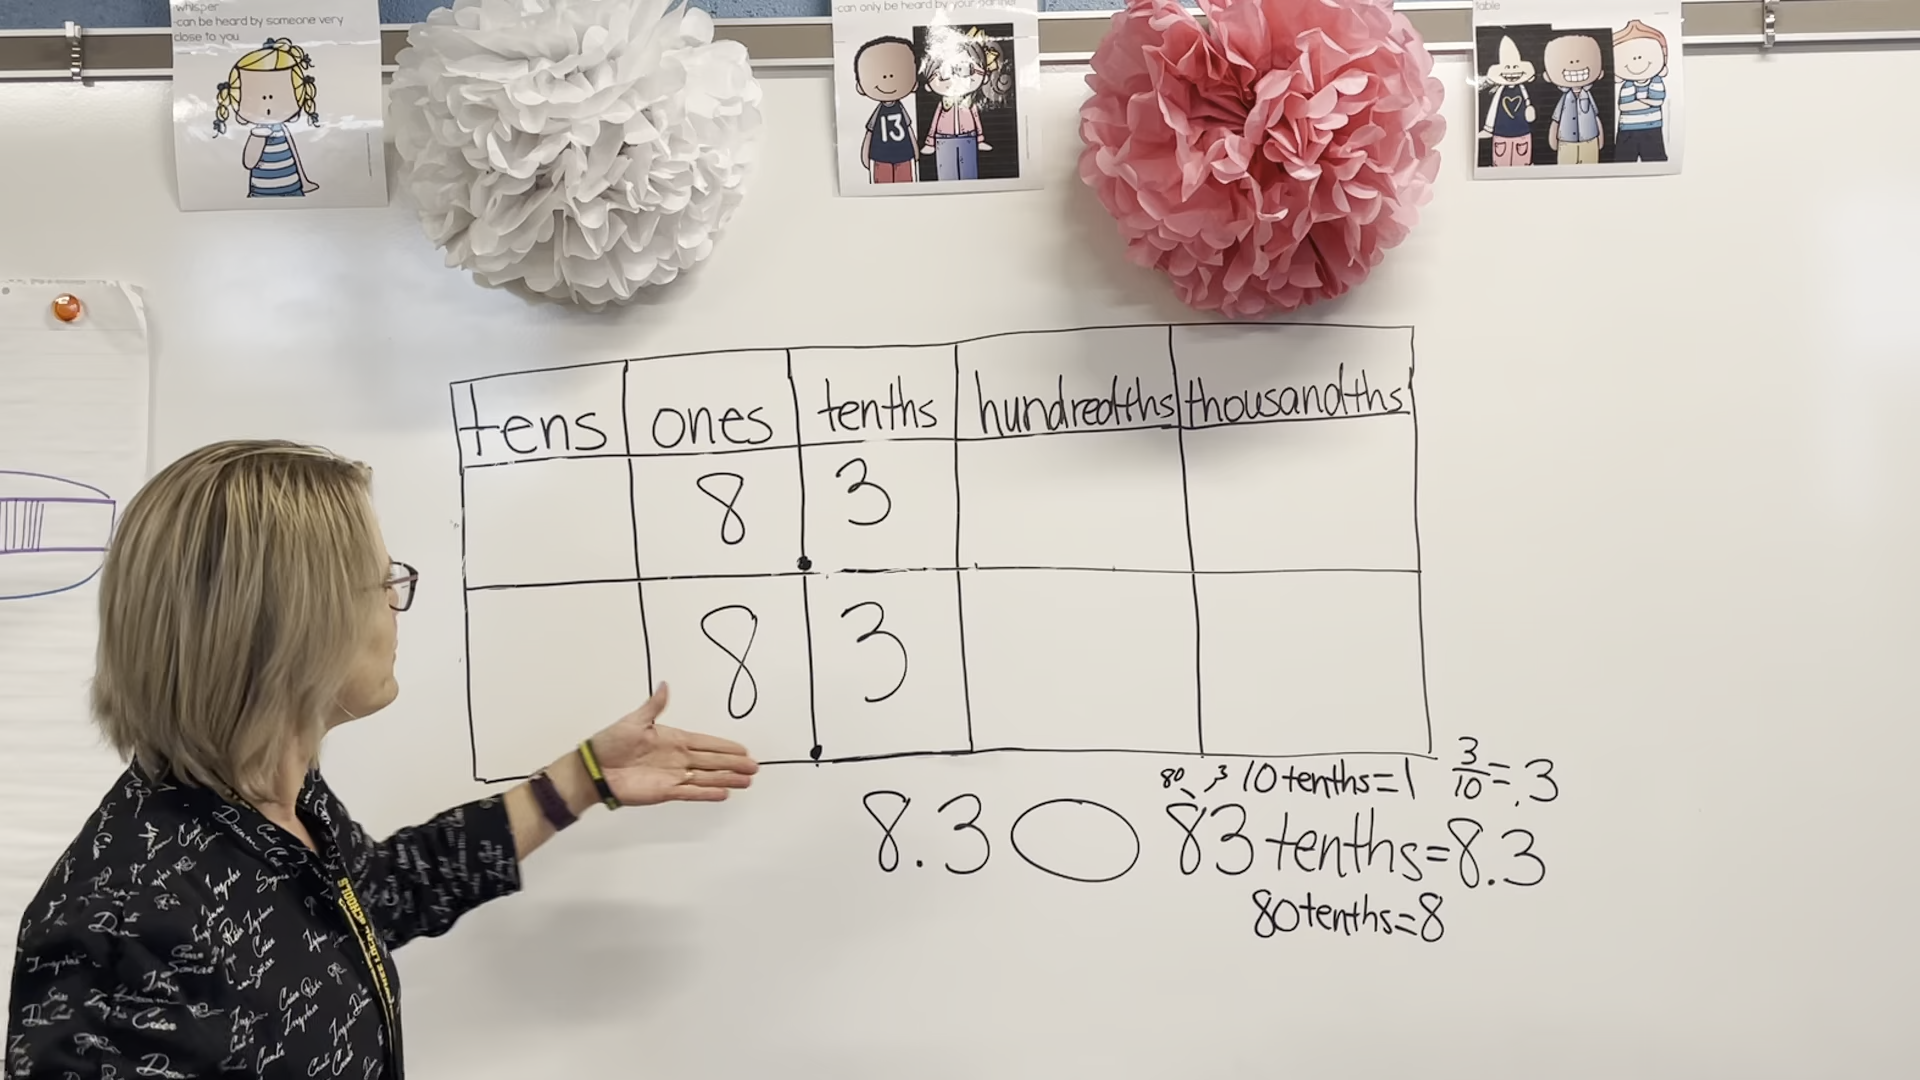 whisper
-can be heard by someone very
close to you
-can only be heard by your partner
table
13
tens ones tenths hundredths thousandths
8 3
8 3
80 3 10 tenths=1 3/10=.3
8.3 83 tenths=8.3
80 tenths=8
SCHOOLS